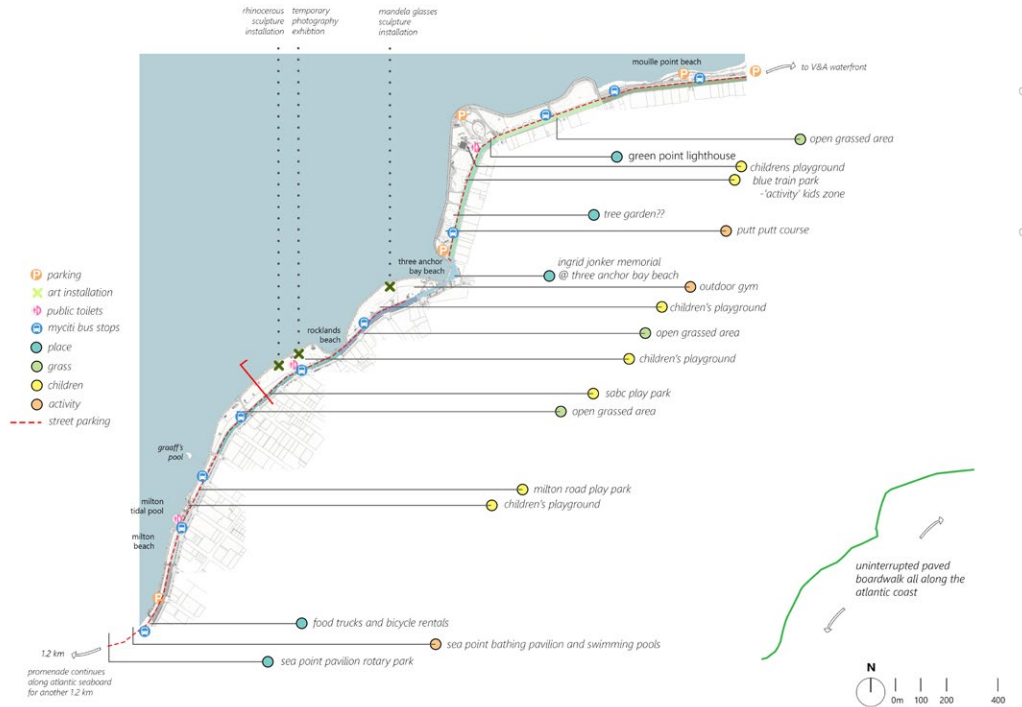 rhinocerous
sculpture
installation
temporary
photography
exhibtion
mandela glasses
sculpture
installation
mouille point beach
to V&A waterfront
open grassed area
green point lighthouse
childrens playground
blue train park
-'activity' kids zone
tree garden??
putt putt course
three anchor
bay beach
ingrid jonker memorial
@ three anchor bay beach
outdoor gym
children's playground
rocklands
beach
open grassed area
children's playground
sabc play park
open grassed area
P parking
art installation
public toilets
myciti bus stops
place
grass
children
activity
street parking
graaff's
pool
milton
tidal pool
milton
beach
milton road play park
children's playground
uninterrupted paved
boardwalk all along the
atlantic coast
food trucks and bicycle rentals
sea point bathing pavilion and swimming pools
sea point pavilion rotary park
1.2 km
promenade continues
along atlantic seaboard
for another 1.2 km
P
P
P
P
P
N
0m 100 200 400